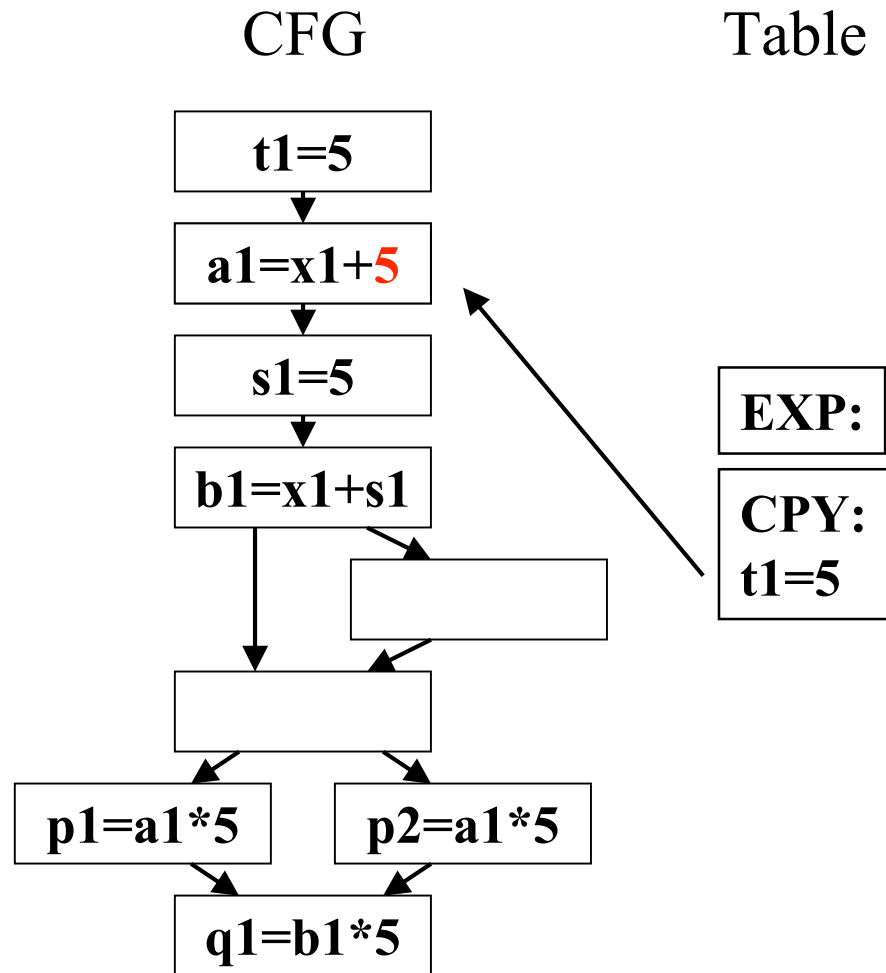 CFG
Table
t1=5
a1=x1+5
s1=5
b1=x1+s1
EXP:
CPY:
t1=5
p1=a1*5
p2=a1*5
q1=b1*5